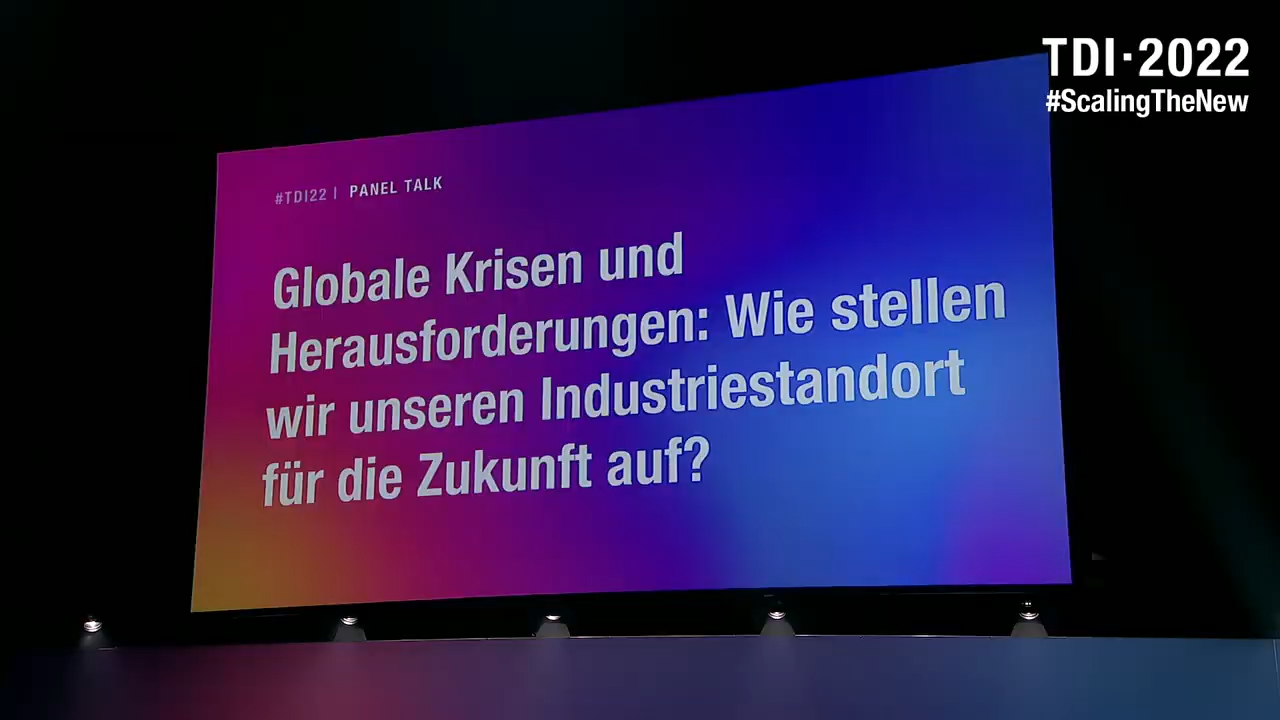 TDI·2022
#ScalingTheNew
#TDI22 | PANEL TALK
Globale Krisen und
Herausforderungen: Wie stellen
wir unseren Industriestandort
für die Zukunft auf?